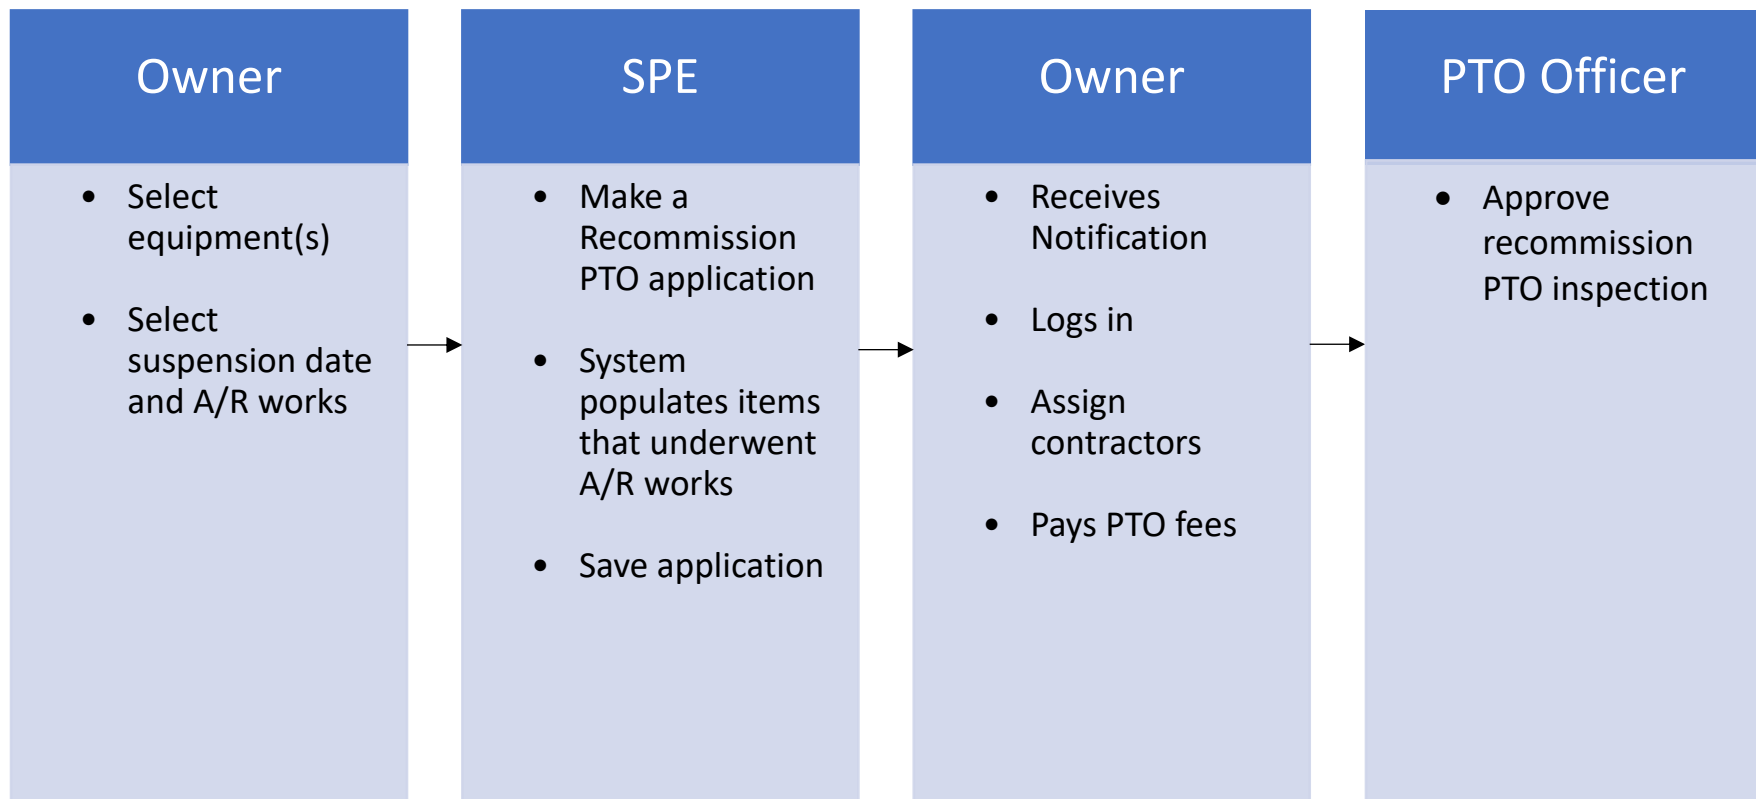 Owner
• Select
equipment(s)
• Select
suspension date
and A/R works
SPE
• Make a
Recommission
PTO application
• System
populates items
that underwent
A/R works
• Save application
Owner
• Receives
Notification
• Logs in
• Assign
contractors
• Pays PTO fees
PTO Officer
• Approve
recommission
PTO inspection